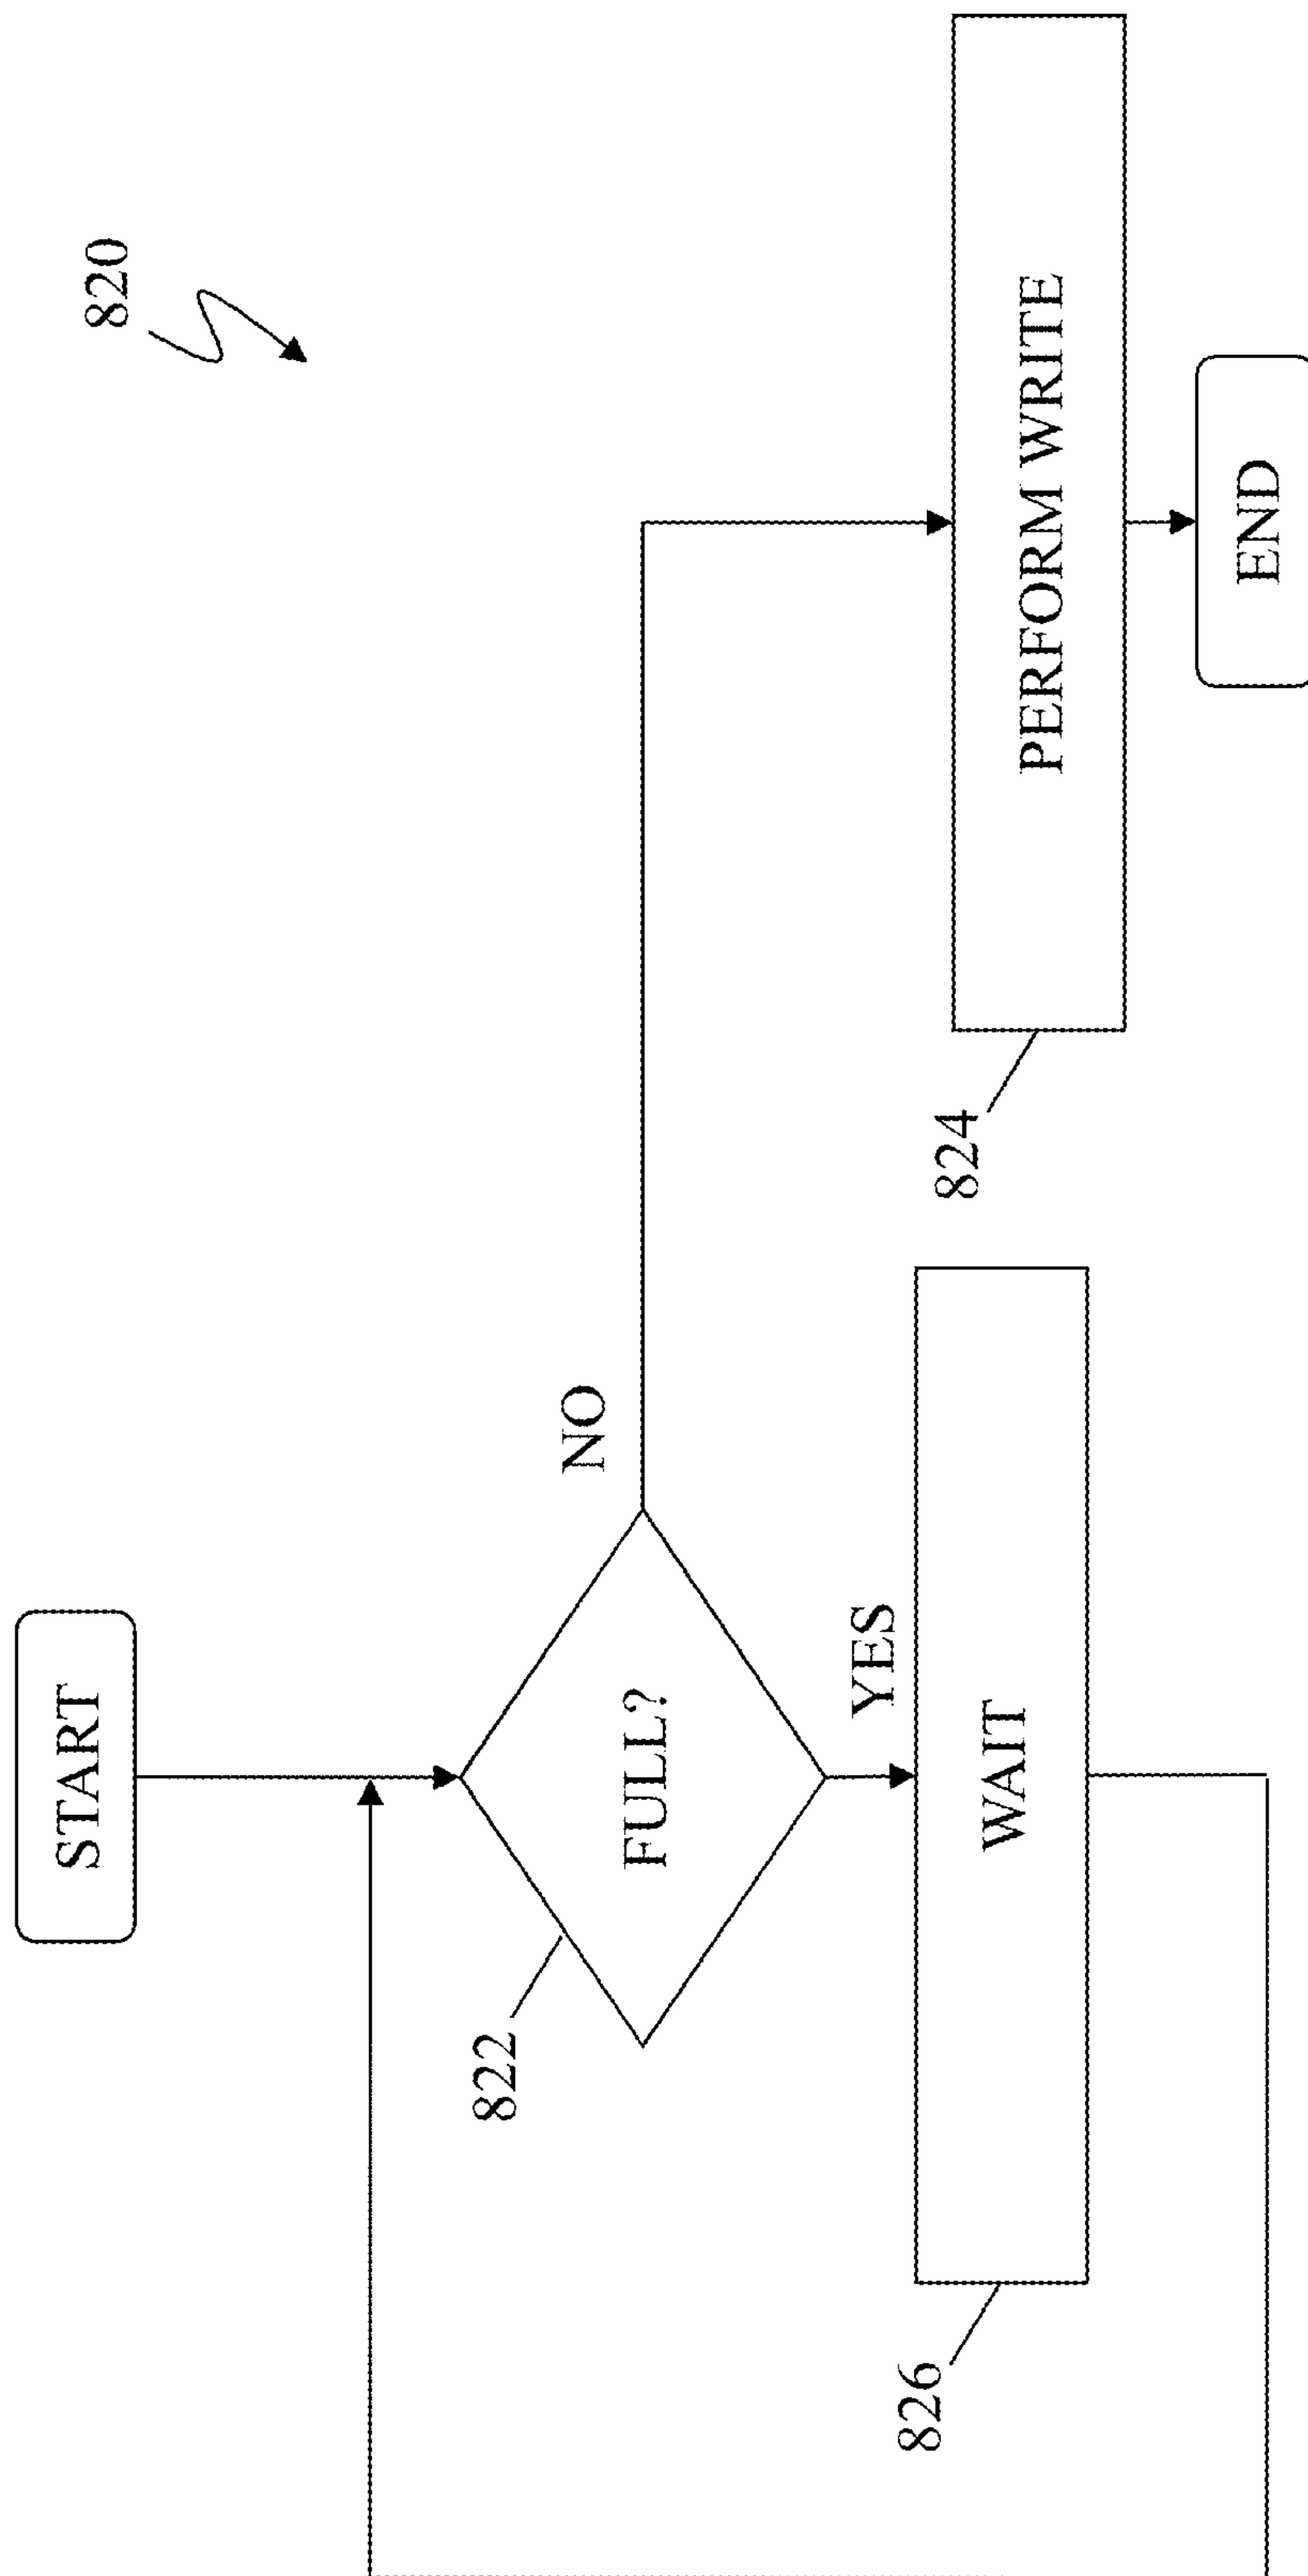 820
START
822
FULL?
NO
YES
826
WAIT
824
PERFORM WRITE
END